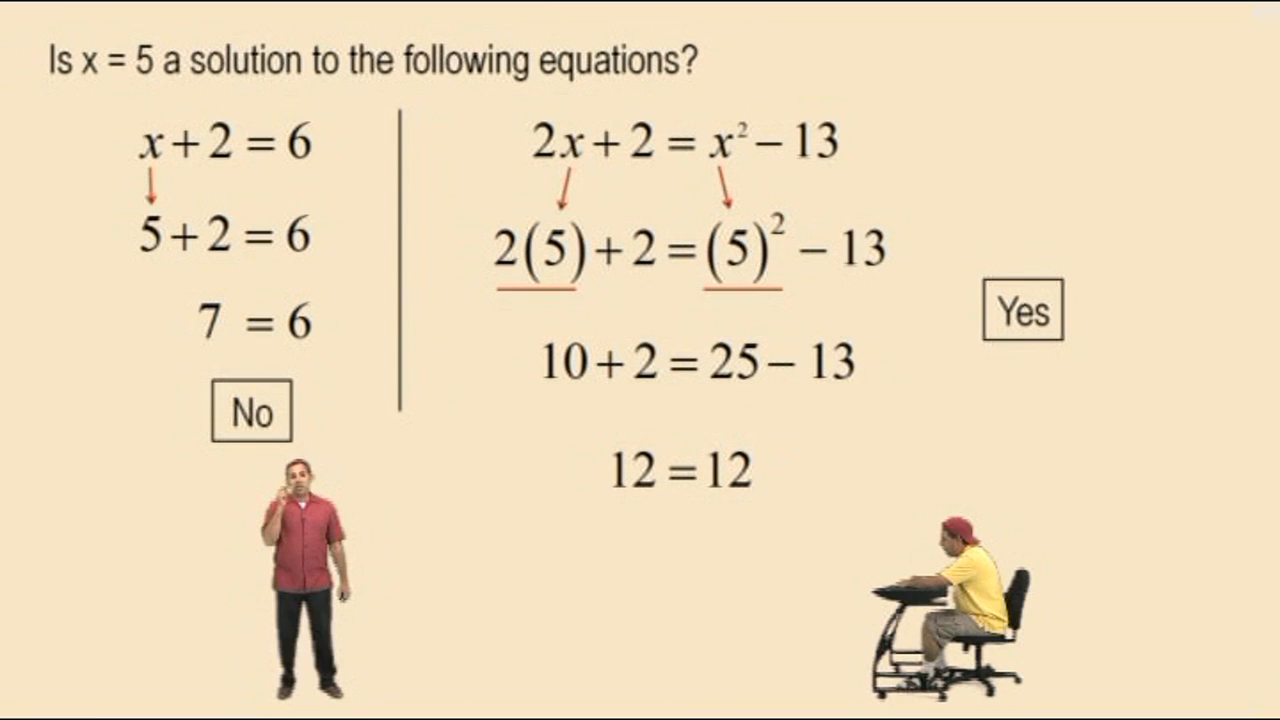 Is x = 5 a solution to the following equations?
x + 2 = 6
5 + 2 = 6
7 = 6
No
2x + 2 = x² − 13
2(5) + 2 = (5)² − 13
10 + 2 = 25 − 13
12 = 12
Yes